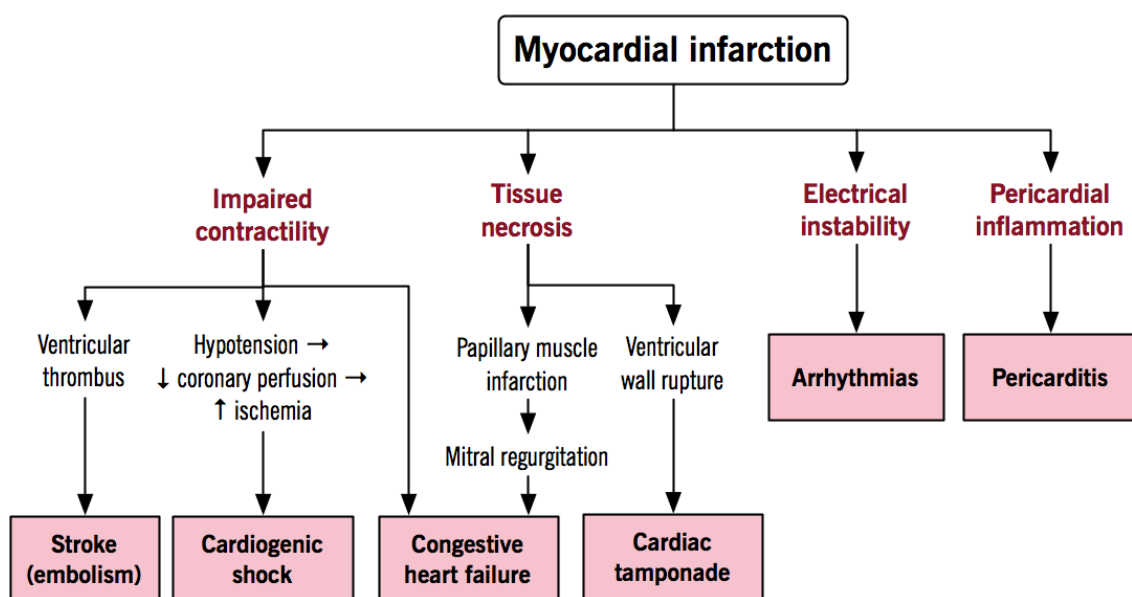 Myocardial infarction
Impaired
contractility
Tissue
necrosis
Electrical
instability
Pericardial
inflammation
Ventricular
thrombus
Hypotension →
↓ coronary perfusion →
↑ ischemia
Papillary muscle
infarction
Mitral regurgitation
Ventricular
wall rupture
Arrhythmias
Pericarditis
Stroke
(embolism)
Cardiogenic
shock
Congestive
heart failure
Cardiac
tamponade